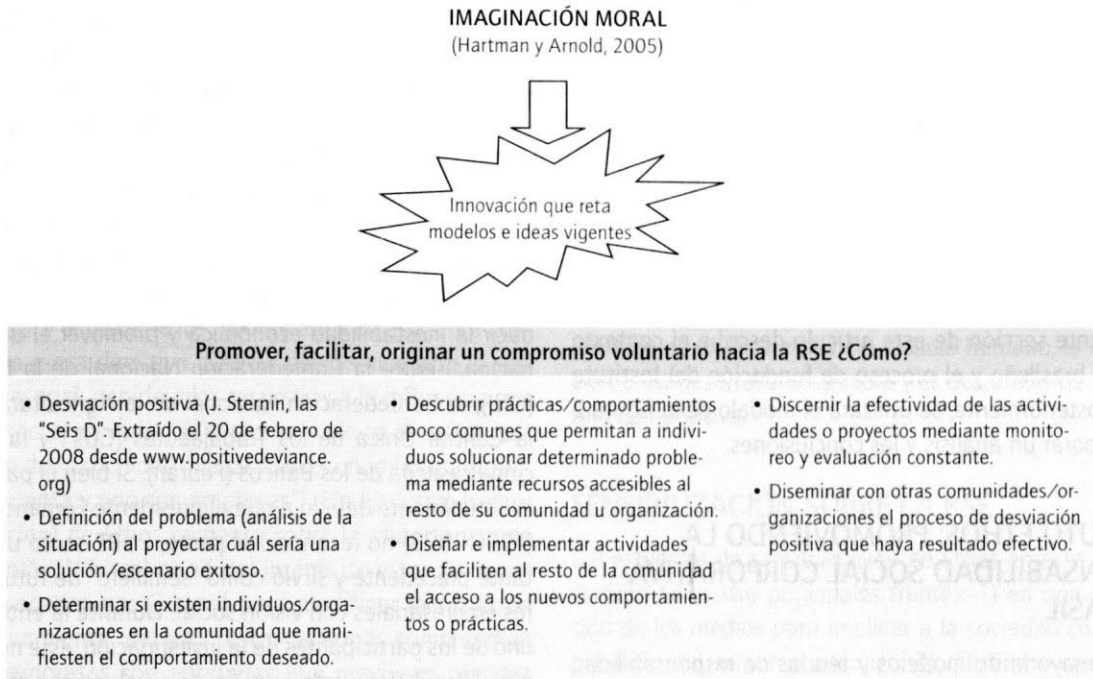 IMAGINACIÓN MORAL
(Hartman y Arnold, 2005)
Innovación que reta
modelos e ideas vigentes
Promover, facilitar, originar un compromiso voluntario hacia la RSE ¿Cómo?
• Desviación positiva (J. Sternin, las
"Seis D". Extraído el 20 de febrero de
2008 desde www.positivedeviance.
org)
• Definición del problema (análisis de la
situación) al proyectar cuál sería una
solución/escenario exitoso.
• Determinar si existen individuos/orga-
nizaciones en la comunidad que mani-
fiesten el comportamiento deseado.
• Descubrir prácticas/comportamientos
poco comunes que permitan a indivi-
duos solucionar determinado proble-
ma mediante recursos accesibles al
resto de su comunidad u organización.
• Diseñar e implementar actividades
que faciliten al resto de la comunidad
el acceso a los nuevos comportamien-
tos o prácticas.
• Discernir la efectividad de las activi-
dades o proyectos mediante monito-
reo y evaluación constante.
• Diseminar con otras comunidades/or-
ganizaciones el proceso de desviación
positiva que haya resultado efectivo.